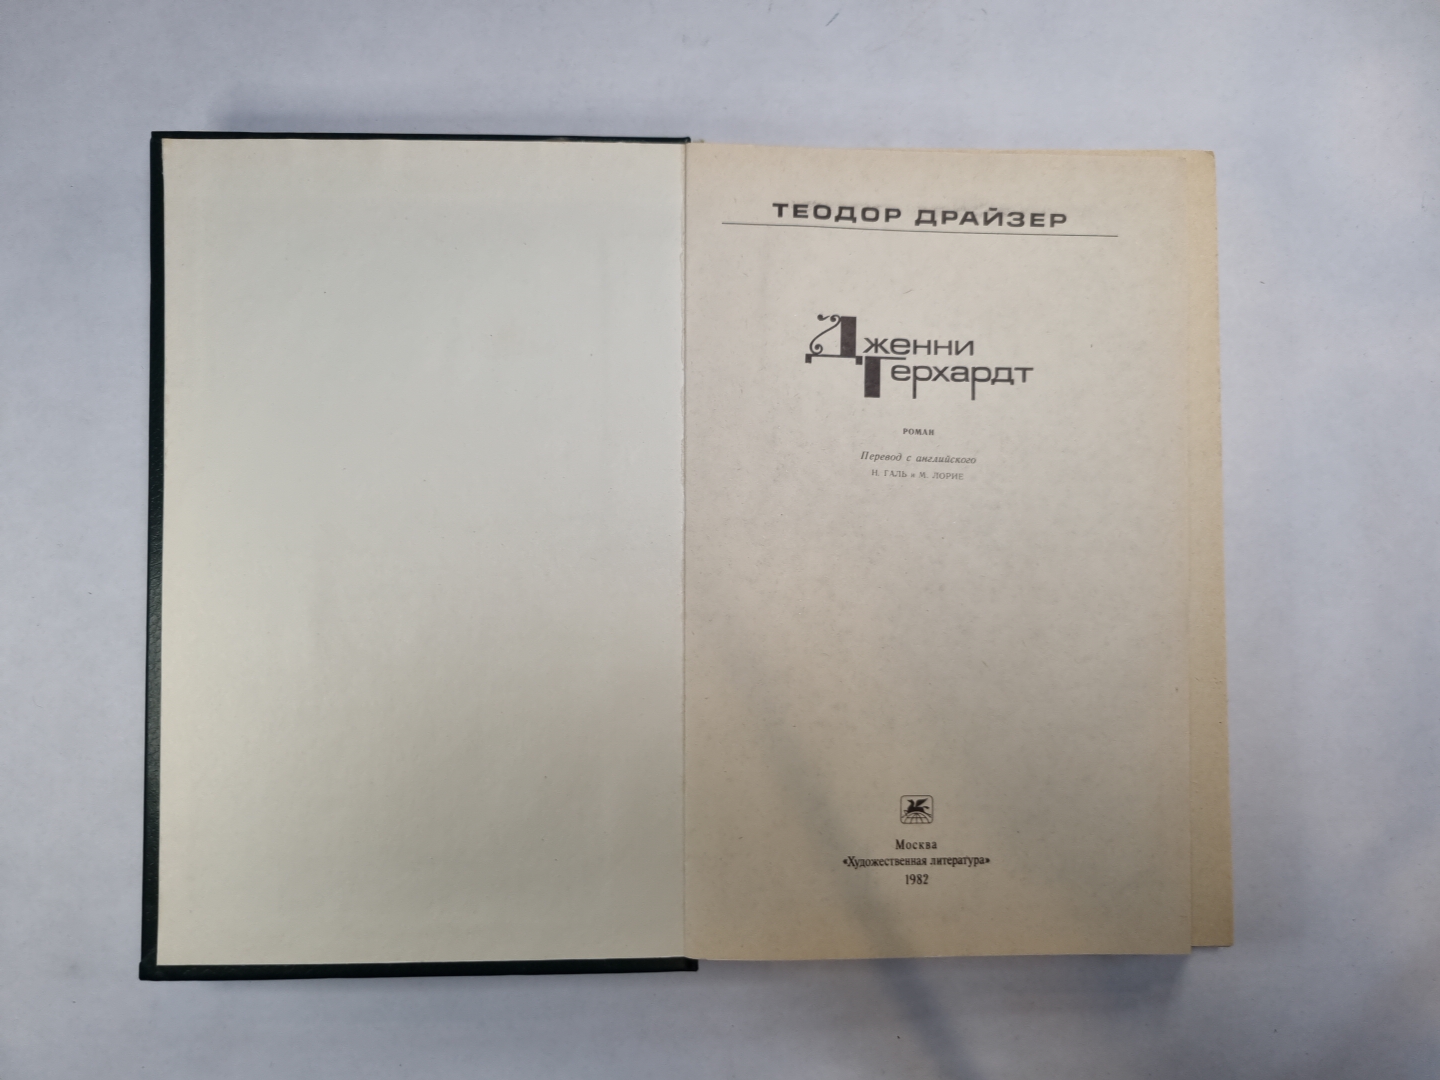 ТЕОДОР ДРАЙЗЕР
Дженни
Герхардт
РОМАН
Перевод с английского
Н. ГАЛЬ и М. ЛОРИЕ
Москва
«Художественная литература»
1982